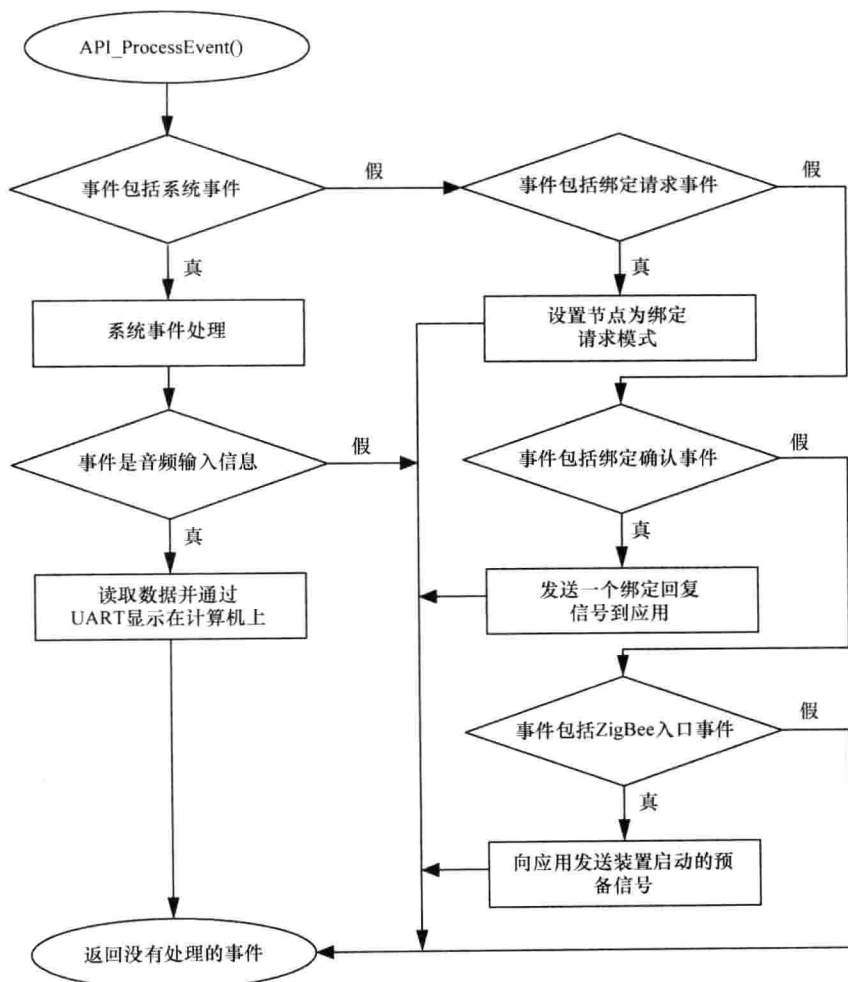 API_ProcessEvent()
事件包括系统事件
假
事件包括绑定请求事件
假
真
真
系统事件处理
设置节点为绑定
请求模式
事件是音频输入信息
假
事件包括绑定确认事件
假
真
真
读取数据并通过
UART显示在计算机上
发送一个绑定回复
信号到应用
事件包括ZigBee入口事件
假
真
向应用发送装置启动的预
备信号
返回没有处理的事件